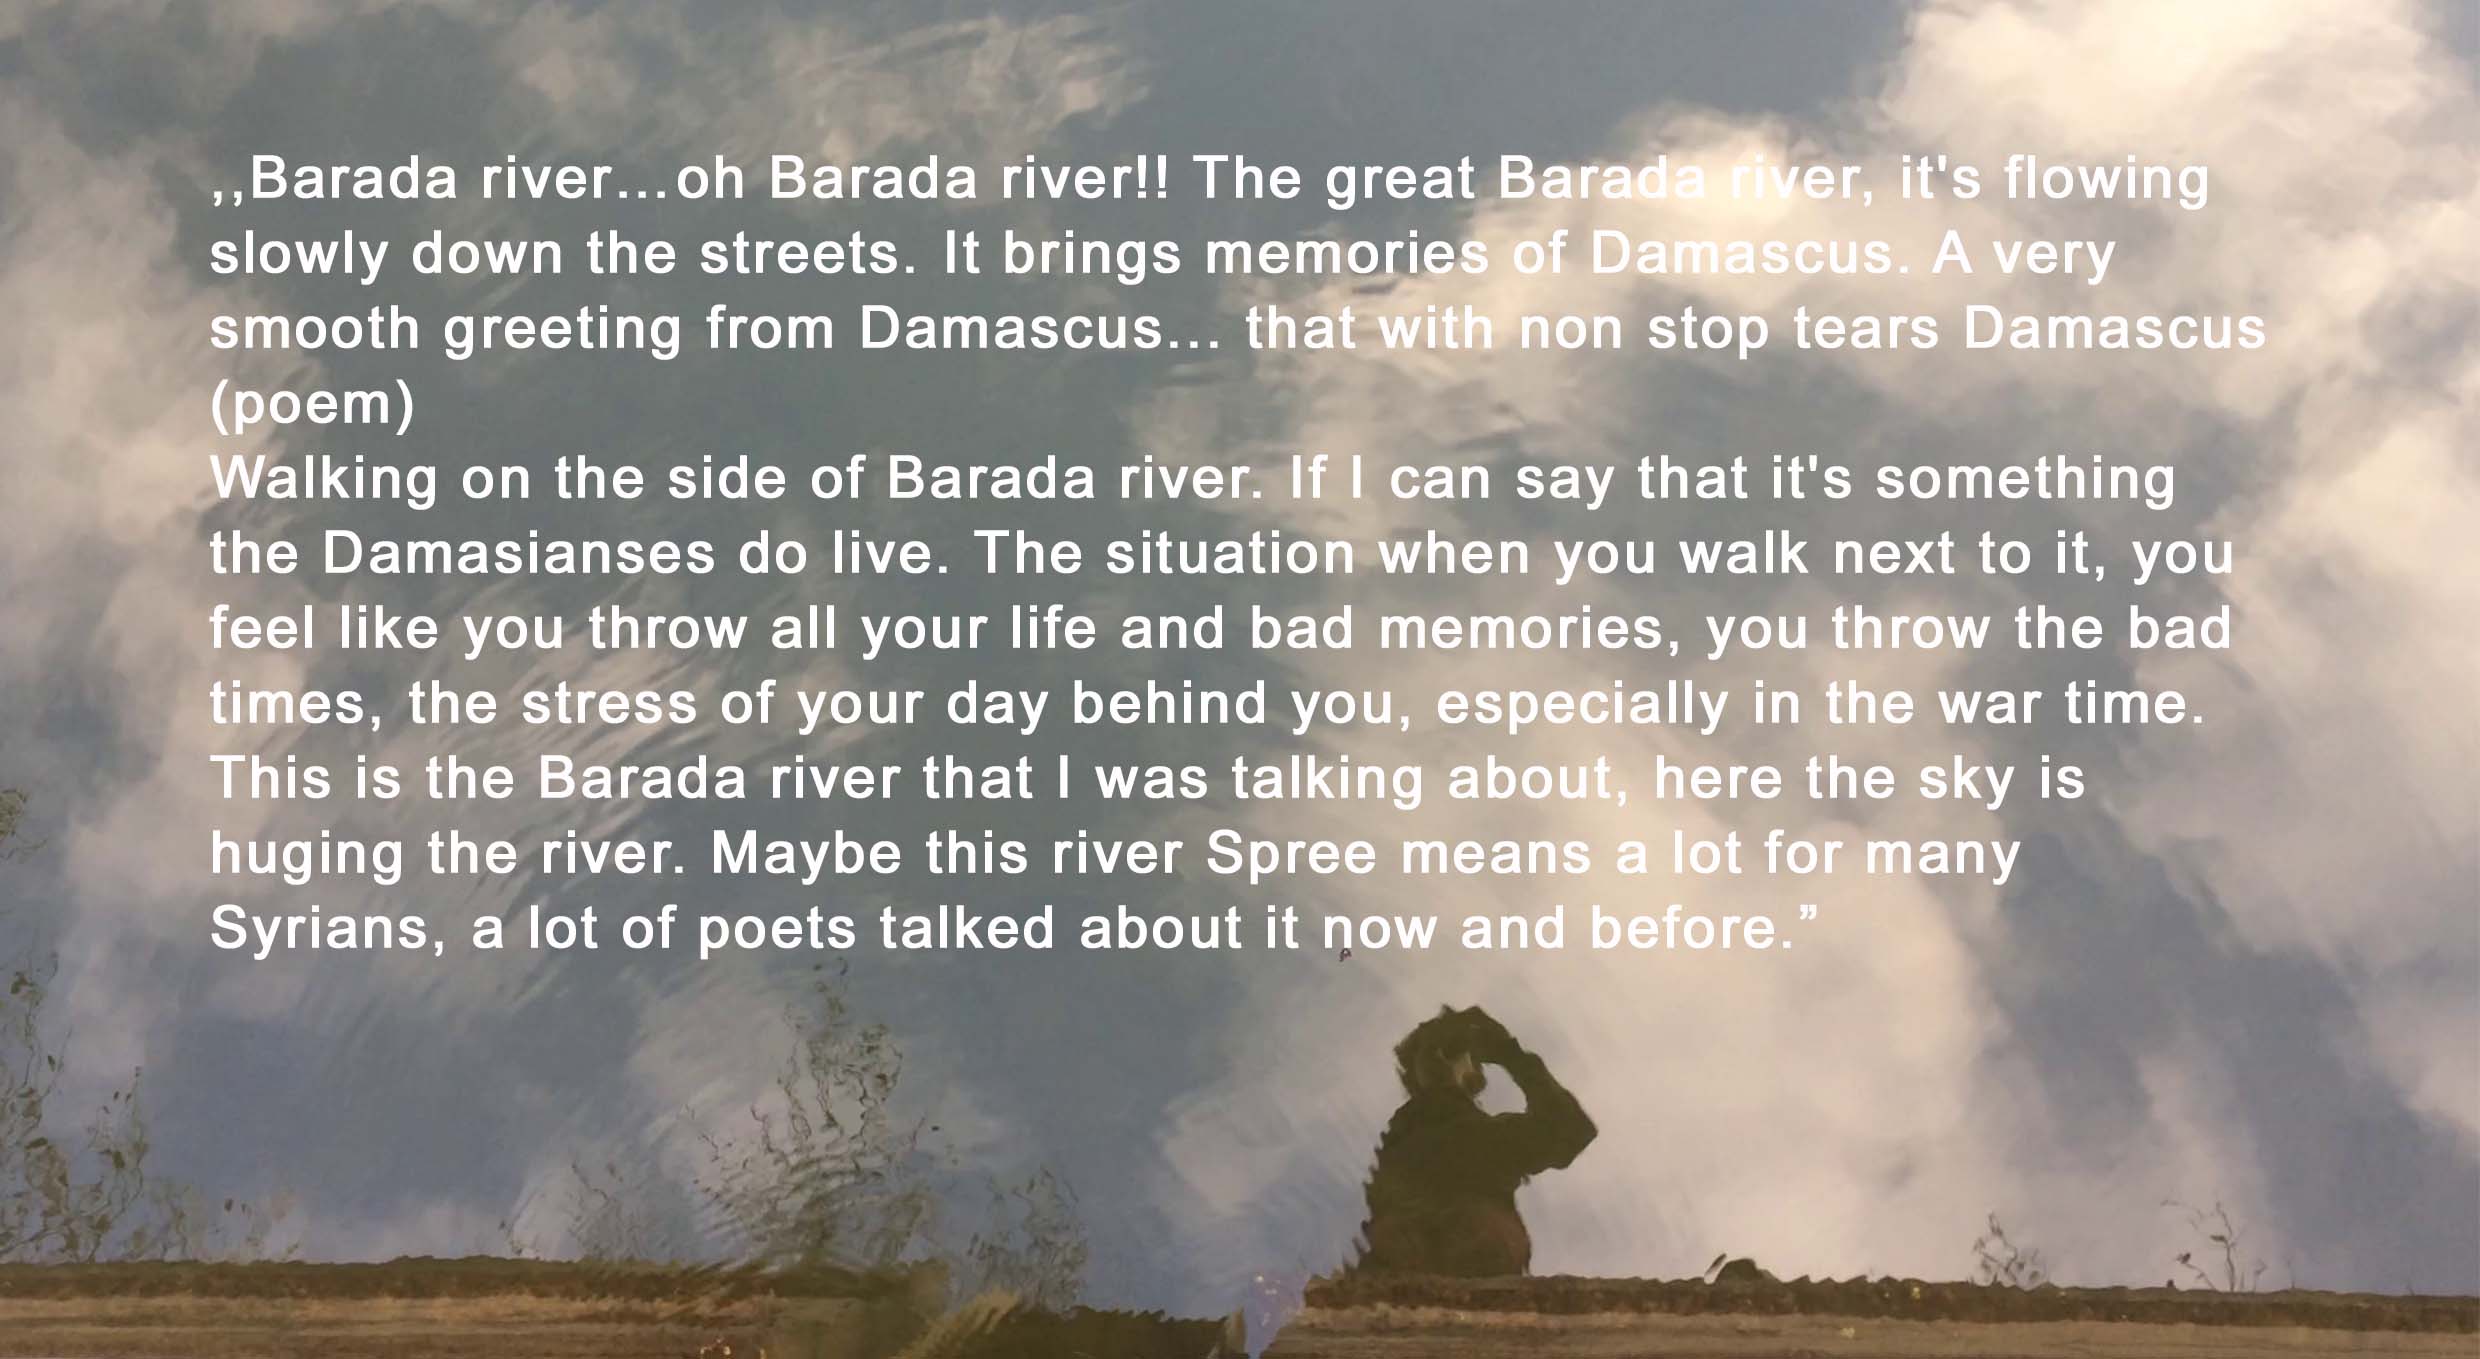 ,,Barada river...oh Barada river!! The great Barada river, it's flowing
slowly down the streets. It brings memories of Damascus. A very
smooth greeting from Damascus... that with non stop tears Damascus
(poem)
Walking on the side of Barada river. If I can say that it's something
the Damasianses do live. The situation when you walk next to it, you
feel like you throw all your life and bad memories, you throw the bad
times, the stress of your day behind you, especially in the war time.
This is the Barada river that I was talking about, here the sky is
huging the river. Maybe this river Spree means a lot for many
Syrians, a lot of poets talked about it now and before.”